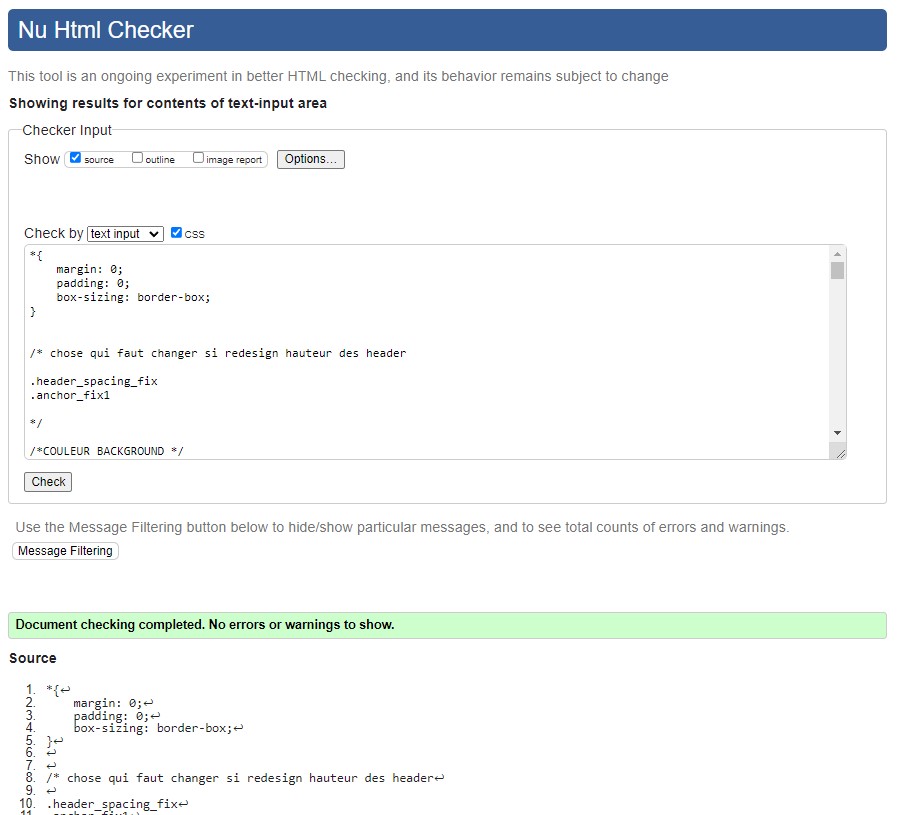 Nu Html Checker
This tool is an ongoing experiment in better HTML checking, and its behavior remains subject to change
Showing results for contents of text-input area
Checker Input
Show source outline image report Options...
Check by text input css
*{
    margin: 0;
    padding: 0;
    box-sizing: border-box;
}
/* chose qui faut changer si redesign hauteur des header
.header_spacing_fix
.anchor_fix1
*/
/*COULEUR BACKGROUND */
Check
Use the Message Filtering button below to hide/show particular messages, and to see total counts of errors and warnings.
Message Filtering
Document checking completed. No errors or warnings to show.
Source
1. *{↩
2.     margin: 0;↩
3.     padding: 0;↩
4.     box-sizing: border-box;↩
5. }↩
6. ↩
7. ↩
8. /* chose qui faut changer si redesign hauteur des header↩
9. ↩
10. .header_spacing_fix↩